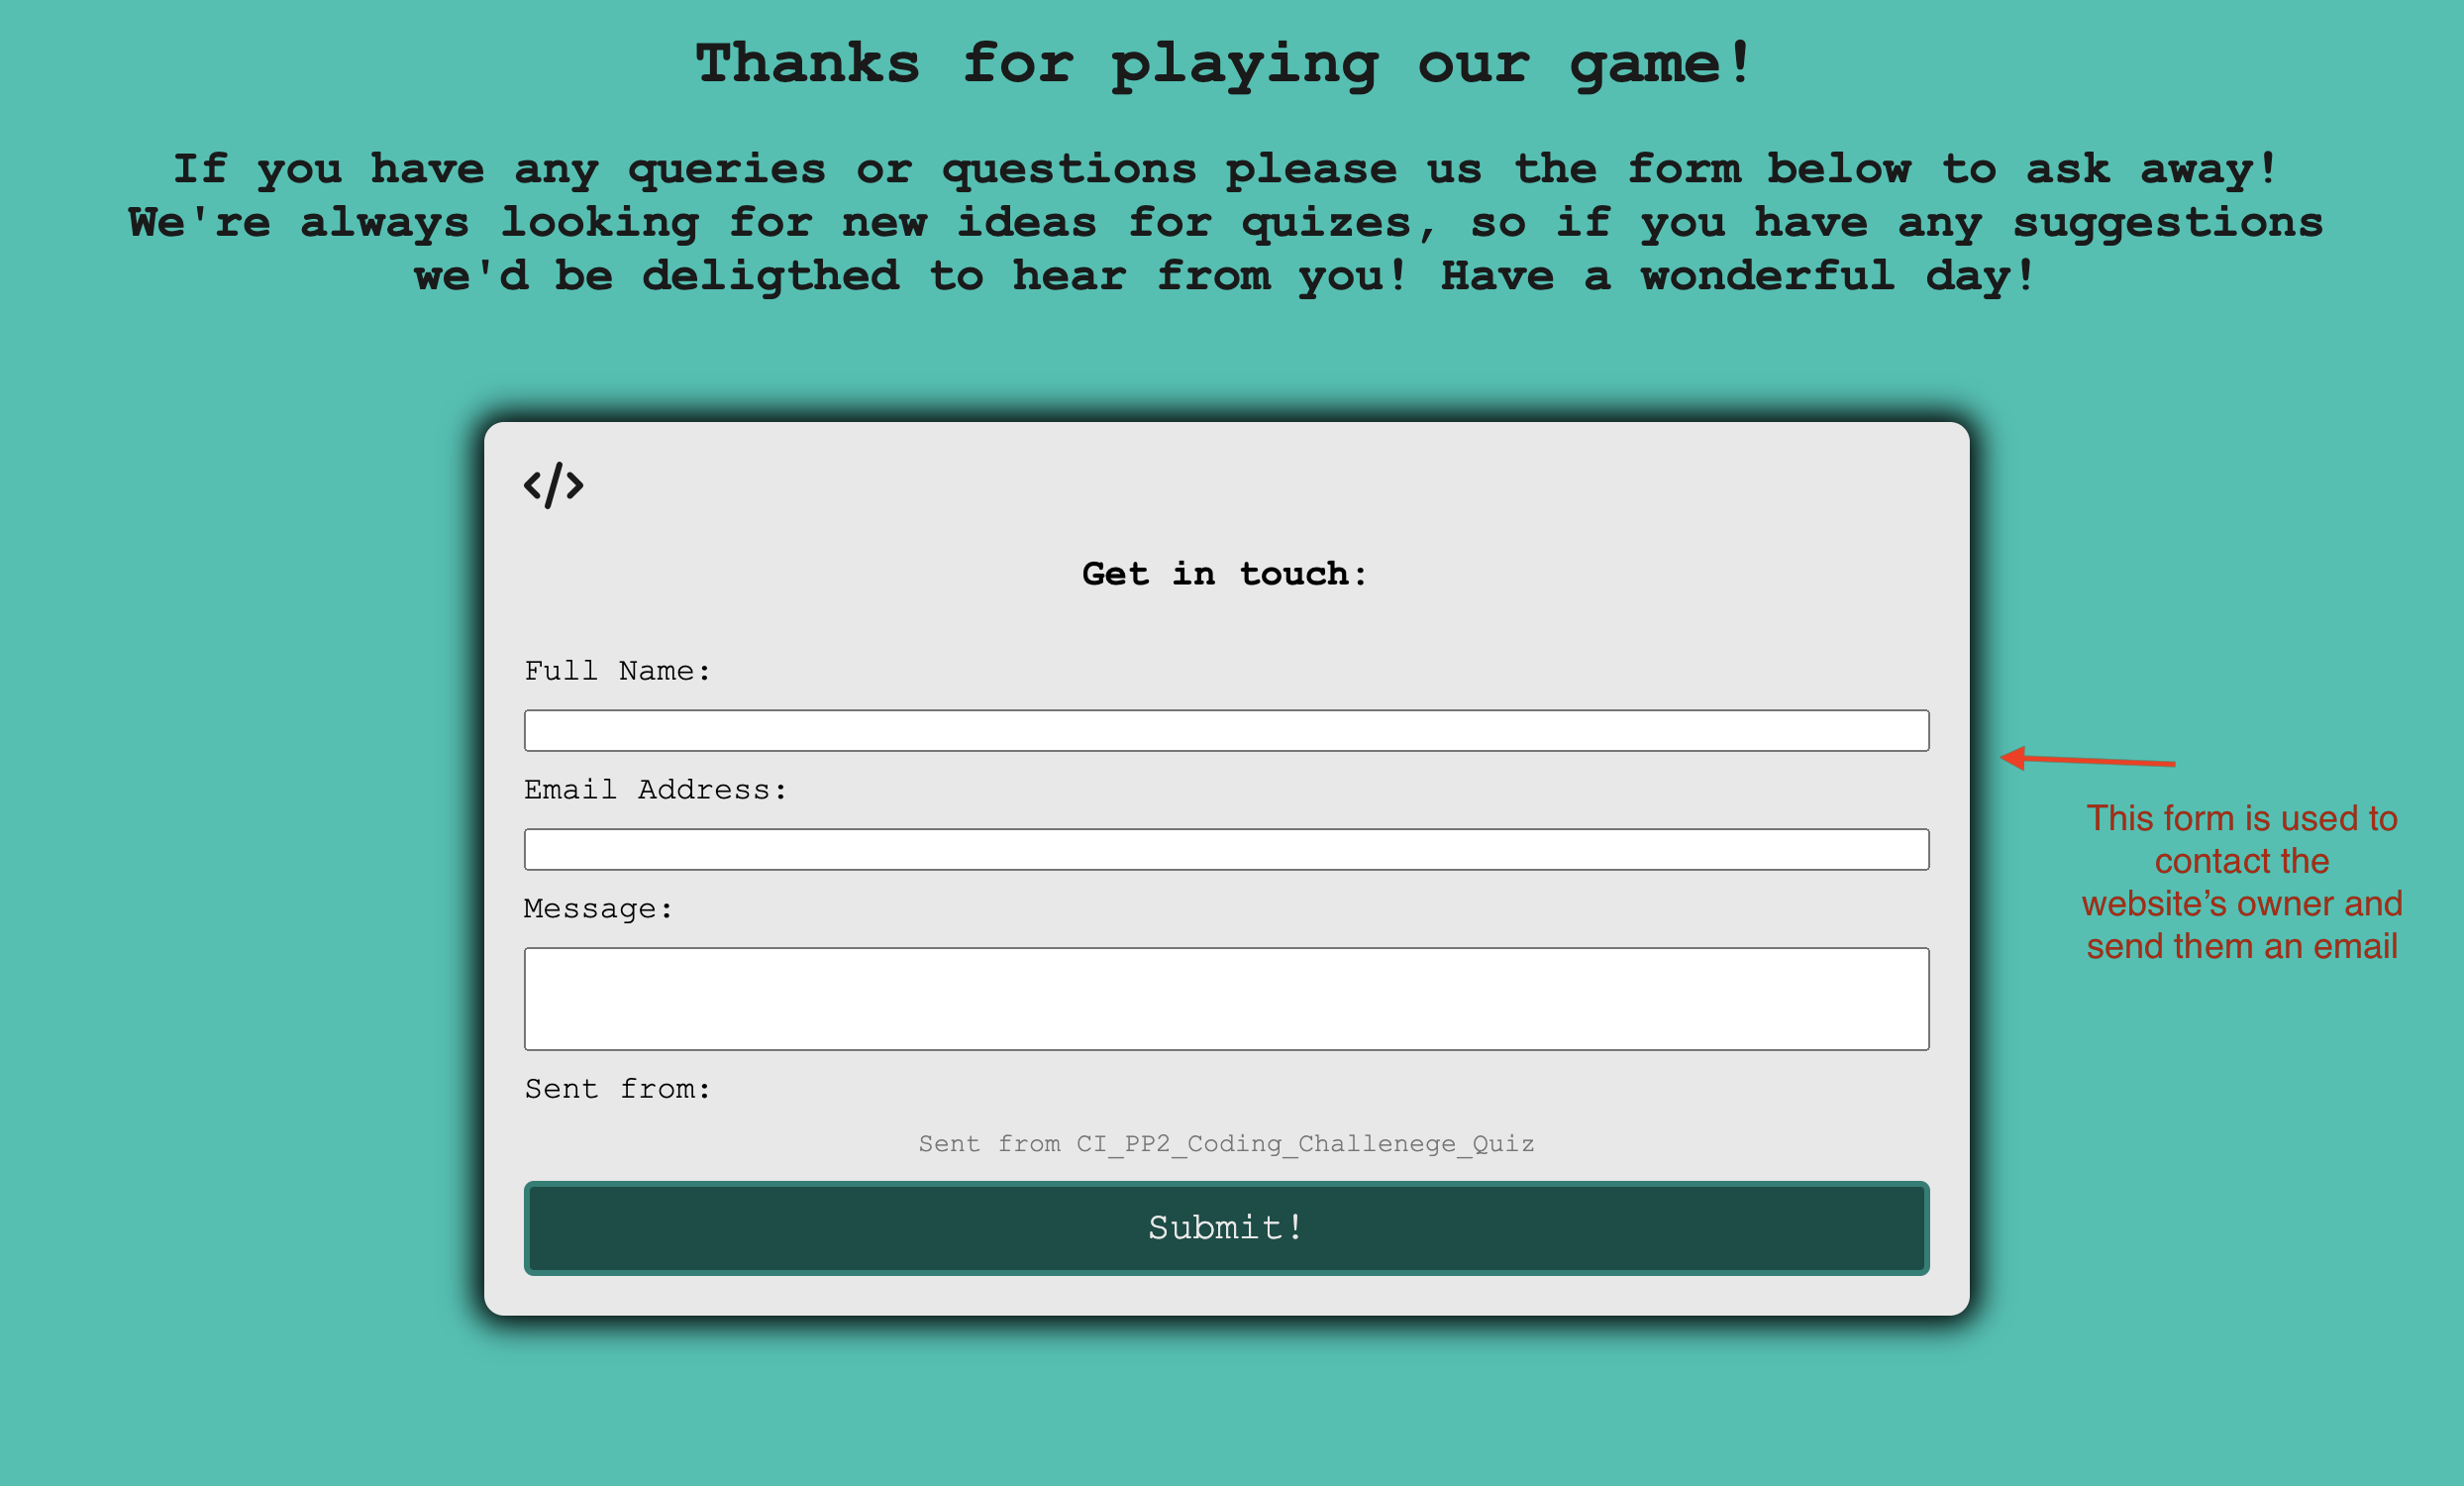 Thanks for playing our game!
If you have any queries or questions please us the form below to ask away!
We're always looking for new ideas for quizes, so if you have any suggestions
we'd be deligthed to hear from you! Have a wonderful day!
</>
Get in touch:
Full Name:
Email Address:
Message:
Sent from:
Sent from CI_PP2_Coding_Challenege_Quiz
Submit!
This form is used to
contact the
website’s owner and
send them an email